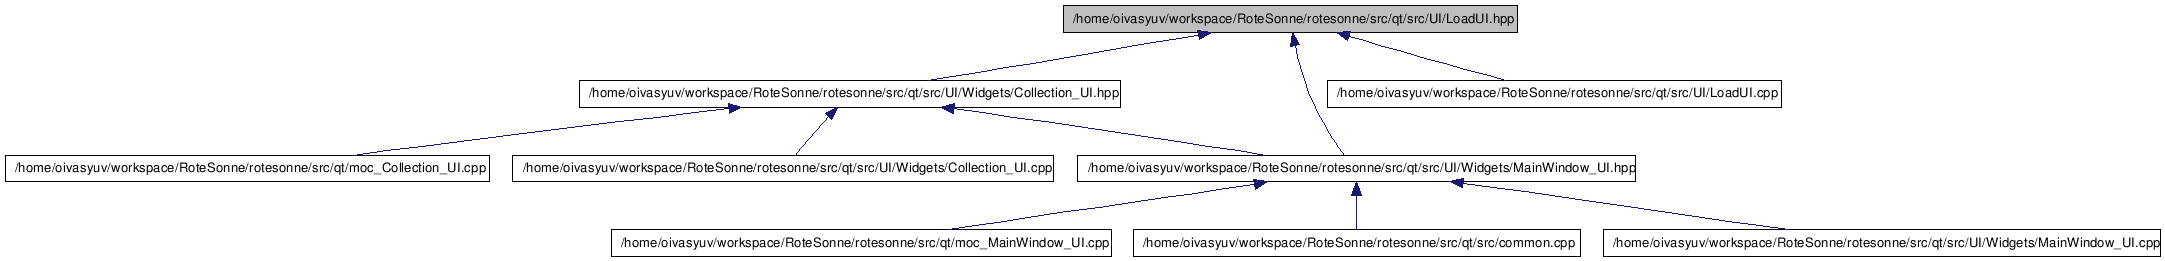 /home/oivasyuv/workspace/RoteSonne/rotesonne/src/qt/src/UI/LoadUI.hpp
/home/oivasyuv/workspace/RoteSonne/rotesonne/src/qt/src/UI/Widgets/Collection_UI.hpp
/home/oivasyuv/workspace/RoteSonne/rotesonne/src/qt/src/UI/LoadUI.cpp
/home/oivasyuv/workspace/RoteSonne/rotesonne/src/qt/moc_Collection_UI.cpp
/home/oivasyuv/workspace/RoteSonne/rotesonne/src/qt/src/UI/Widgets/Collection_UI.cpp
/home/oivasyuv/workspace/RoteSonne/rotesonne/src/qt/src/UI/Widgets/MainWindow_UI.hpp
/home/oivasyuv/workspace/RoteSonne/rotesonne/src/qt/moc_MainWindow_UI.cpp
/home/oivasyuv/workspace/RoteSonne/rotesonne/src/qt/src/common.cpp
/home/oivasyuv/workspace/RoteSonne/rotesonne/src/qt/src/UI/Widgets/MainWindow_UI.cpp